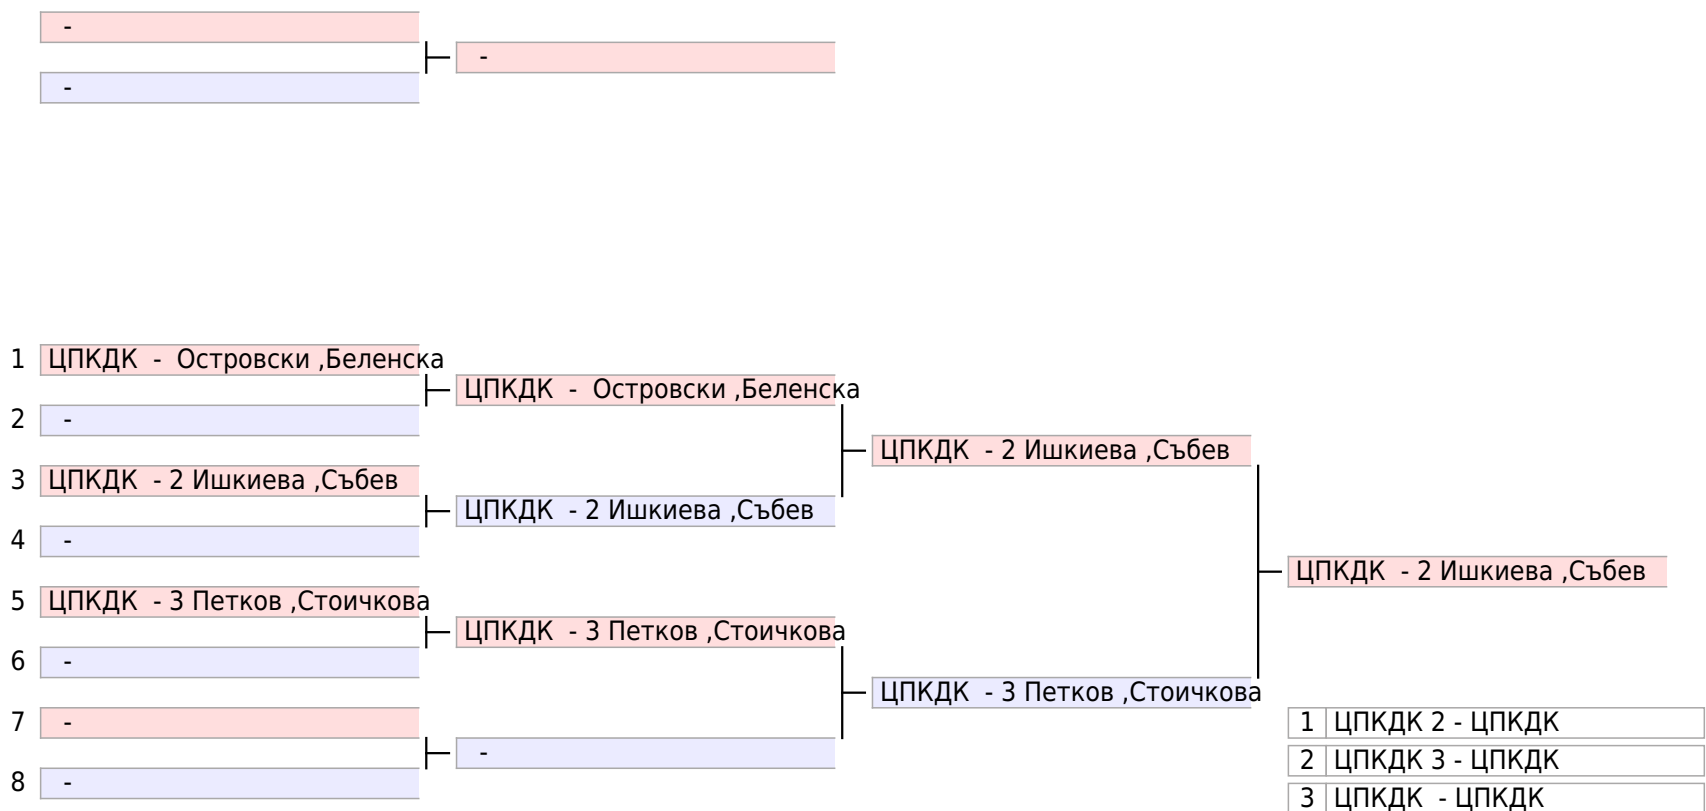 -
-
-
1 ЦПКДК - Островски ,Беленска
ЦПКДК - Островски ,Беленска
2 -
ЦПКДК - 2 Ишкиева ,Събев
3 ЦПКДК - 2 Ишкиева ,Събев
ЦПКДК - 2 Ишкиева ,Събев
4 -
ЦПКДК - 2 Ишкиева ,Събев
5 ЦПКДК - 3 Петков ,Стоичкова
ЦПКДК - 3 Петков ,Стоичкова
6 -
ЦПКДК - 3 Петков ,Стоичкова
7 -
-
8 -
1 ЦПКДК 2 - ЦПКДК
2 ЦПКДК 3 - ЦПКДК
3 ЦПКДК - ЦПКДК